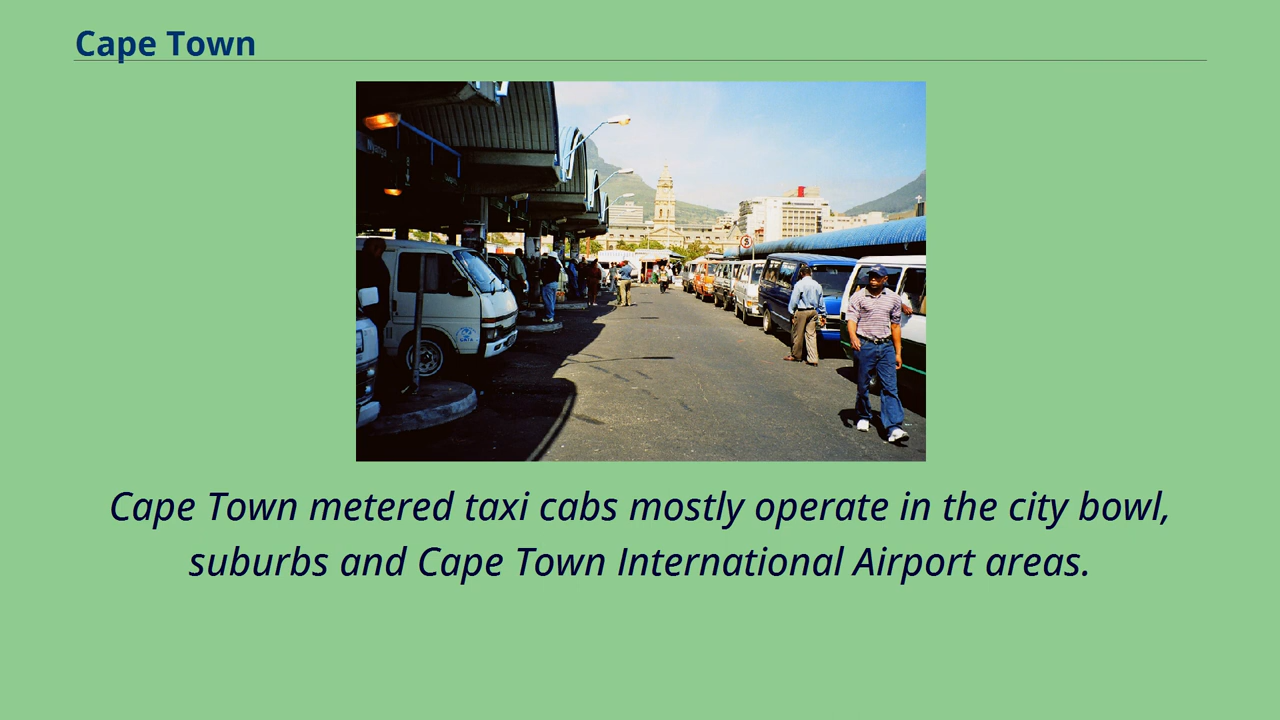 Cape Town
Cape Town metered taxi cabs mostly operate in the city bowl,
suburbs and Cape Town International Airport areas.